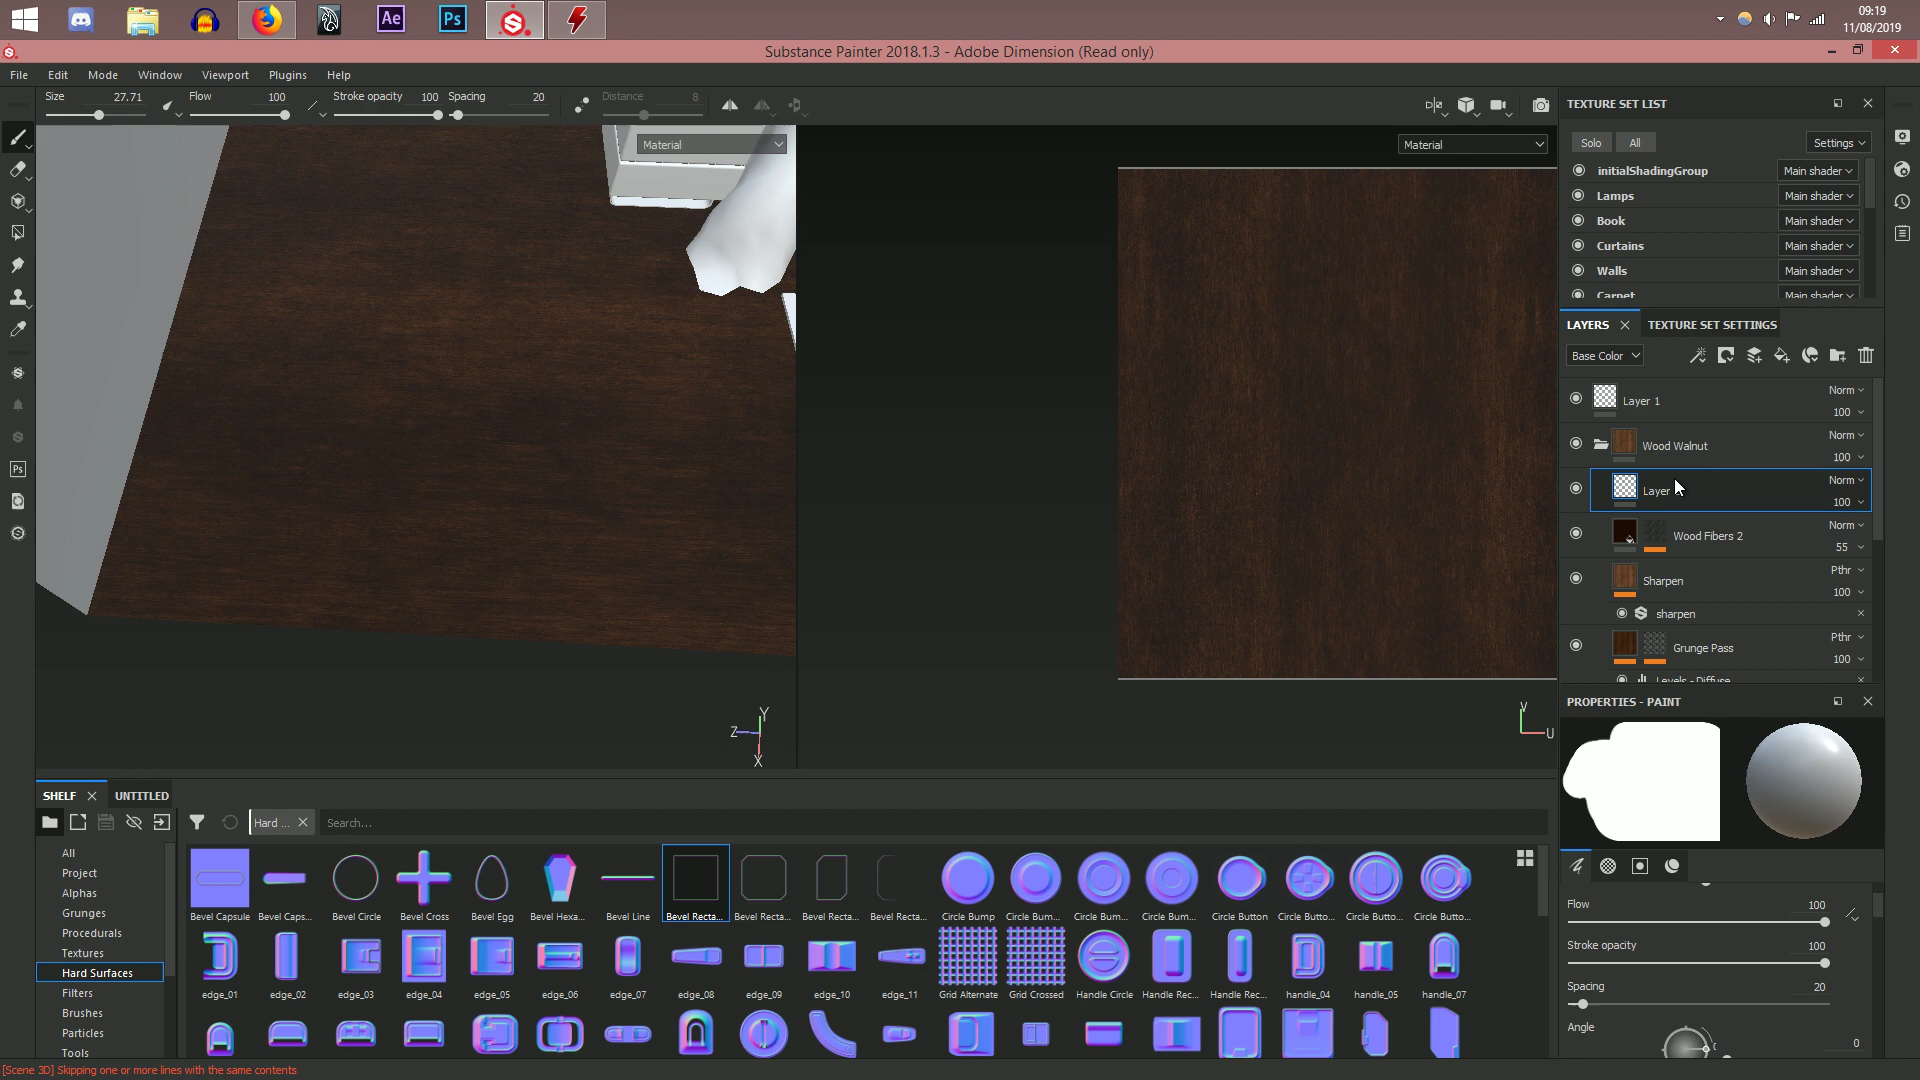 09:19
11/08/2019
Ae
Ps
Substance Painter 2018.1.3 - Adobe Dimension (Read only)
File Edit Mode Window Viewport Plugins Help
Size 27.71 Flow 100 Stroke opacity 100 Spacing 20 Distance 8
Material
Material
TEXTURE SET LIST
Solo All Settings
initialShadingGroup Main shader
Lamps Main shader
Book Main shader
Curtains Main shader
Walls Main shader
Carpet Main shader
LAYERS TEXTURE SET SETTINGS
Base Color
Layer 1 Norm 100
Wood Walnut Norm 100
Layer Norm 100
Wood Fibers 2 Norm 55
Sharpen Pthr 100
sharpen
Grunge Pass Pthr 100
Levels - Diffuse
PROPERTIES - PAINT
Flow 100
Stroke opacity 100
Spacing 20
Angle
0
Z Y X
V U
Ps
SHELF UNTITLED
Hard ... Search...
All
Project
Alphas
Grunges
Procedurals
Textures
Hard Surfaces
Filters
Brushes
Particles
Tools
Bevel Capsule Bevel Caps... Bevel Circle Bevel Cross Bevel Egg Bevel Hexa... Bevel Line Bevel Recta... Bevel Recta... Bevel Recta... Bevel Recta... Circle Bump Circle Bum... Circle Bum... Circle Bum... Circle Button Circle Butto... Circle Butto... Circle Butto...
edge_01 edge_02 edge_03 edge_04 edge_05 edge_06 edge_07 edge_08 edge_09 edge_10 edge_11 Grid Alternate Grid Crossed Handle Circle Handle Rec... Handle Rec... handle_04 handle_05 handle_07
[Scene 3D] Skipping one or more lines with the same contents